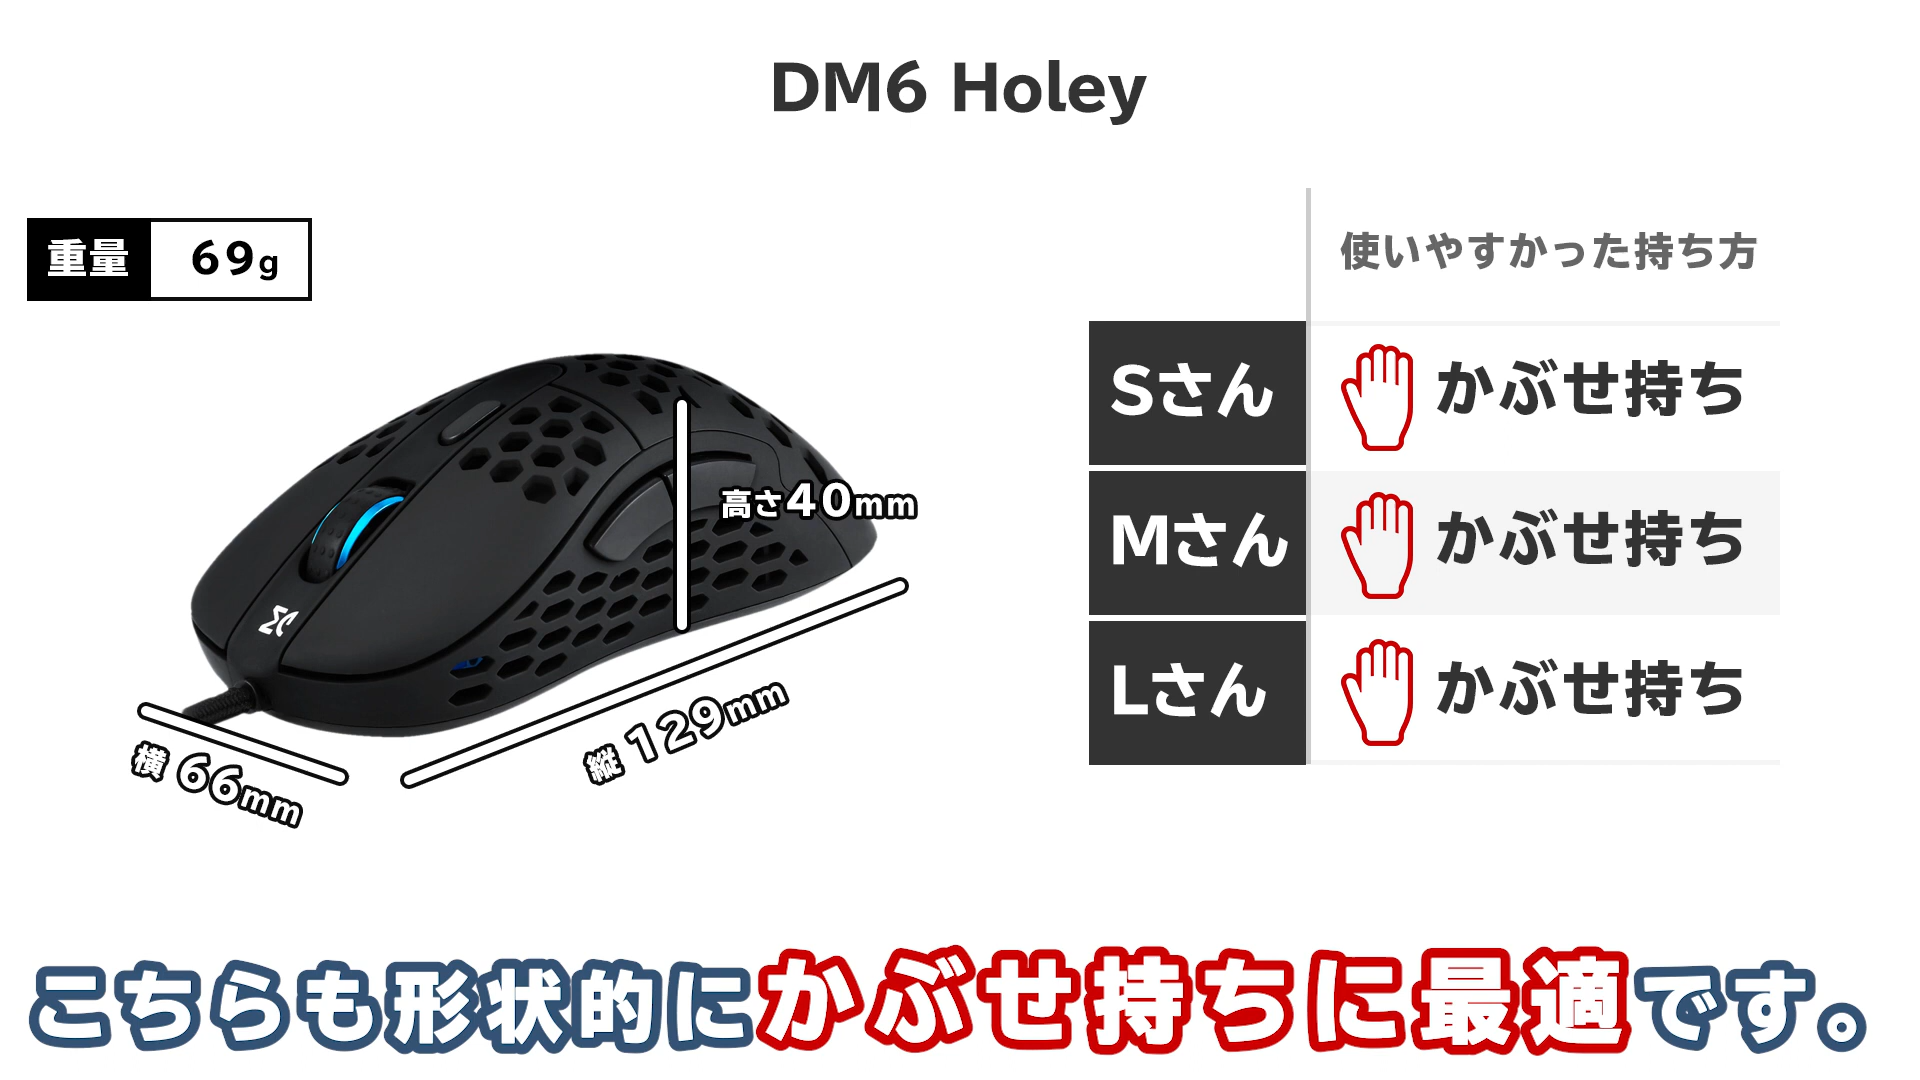 DM6 Holey
重量 69g
高さ40mm
縦 129mm
横 66mm
使いやすかった持ち方
Sさん かぶせ持ち
Mさん かぶせ持ち
Lさん かぶせ持ち
こちらも形状的にかぶせ持ちに最適です。